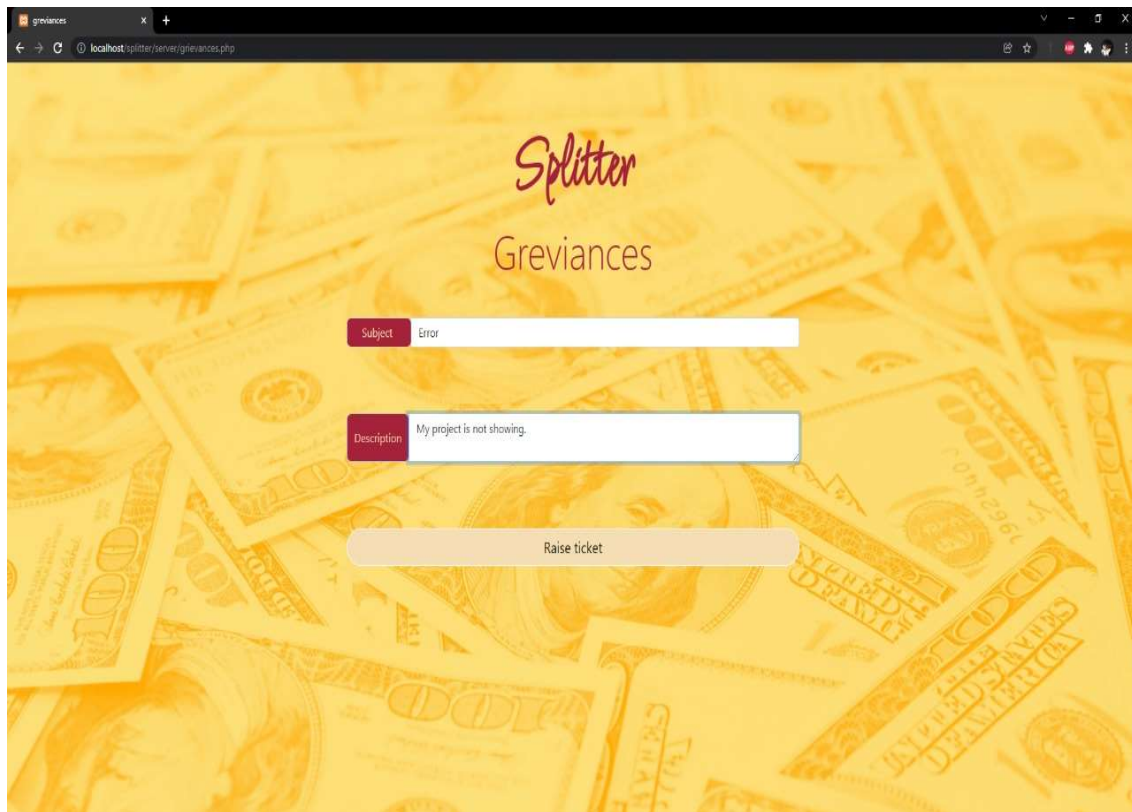 greviances
localhost/splitter/server/grievances.php
Splitter
Greviances
Subject Error
Description My project is not showing.
Raise ticket